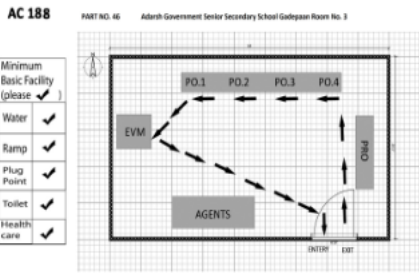 AC 188
PART NO. 46 Adarsh Government Senior Secondary School Gadepaan Room No. 3
Minimum
Basic Facility
(please ✔ )
Water ✔
Ramp ✔
Plug
Point ✔
Toilet ✔
Health
care ✔
PO.1 PO.2 PO.3 PO.4
EVM
PRO
AGENTS
ENTERY EXIT